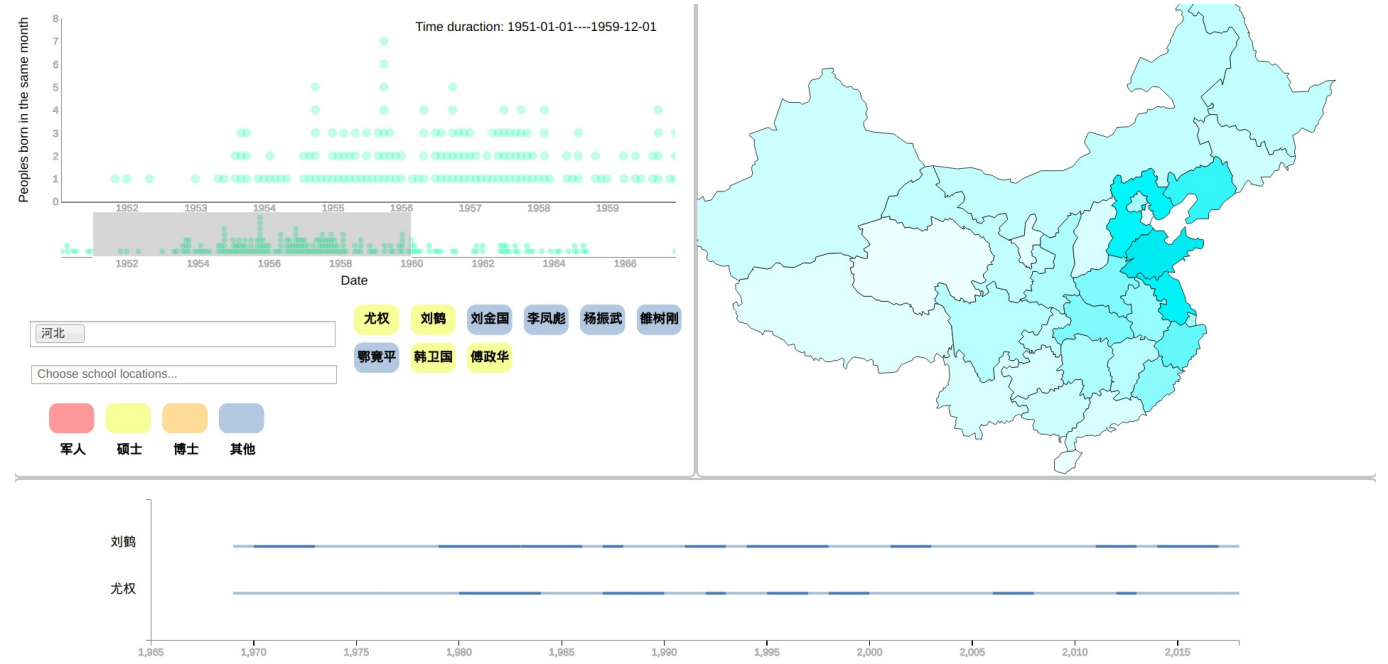 Peoples born in the same month
Time duration: 1951-01-01----1959-12-01
8
7
6
5
4
3
2
1
0
1952 1953 1954 1955 1956 1957 1958 1959
1952 1954 1956 1958 1960 1962 1964 1966
Date
河北
Choose school locations...
尤权 刘鹤 刘金国 李凤彪 杨振武 雒树刚
鄂竟平 韩卫国 傅政华
军人 硕士 博士 其他
刘鹤
尤权
1,965 1,970 1,975 1,980 1,985 1,990 1,995 2,000 2,005 2,010 2,015